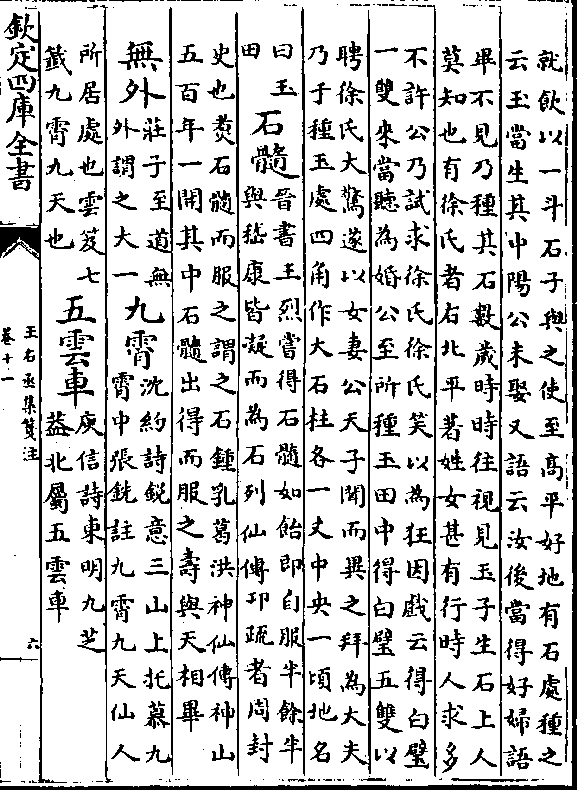 就飲以一斗石子與之使至高平好地有石處種之
云玉當生其中陽公未娶又語云汝後當得好婦語
畢不見乃種其石數歲時時往視見玉子生石上人
莫知也有徐氏者右北平著姓女甚有行時人求多
不許公乃試求徐氏徐氏笑以為狂因戲云得白璧
一雙來當聽為婚公至所種玉田中得白璧五雙以
聘徐氏大驚遂以女妻公天子聞而異之拜為大夫
乃于種玉處四角作大石柱各一丈中央一頃地名
曰玉
田
石髓
晉書王烈嘗得石髓如飴即自服半餘半
與嵇康皆凝而為石列仙傳卭疏者周封
史也煑石髓而服之謂之石鍾乳葛洪神仙傳神山
五百年一開其中石髓出得而服之壽與天相畢
無外
莊子至道無
外謂之大一
九霄
沈約詩鋭意三山上托慕九
霄中張銑註九霄九天仙人
所居處也雲笈七
籤九霄九天也
五雲車
庾信詩東明九芝
葢北屬五雲車
欽定四庫全書
王右丞集箋注
卷十一
六